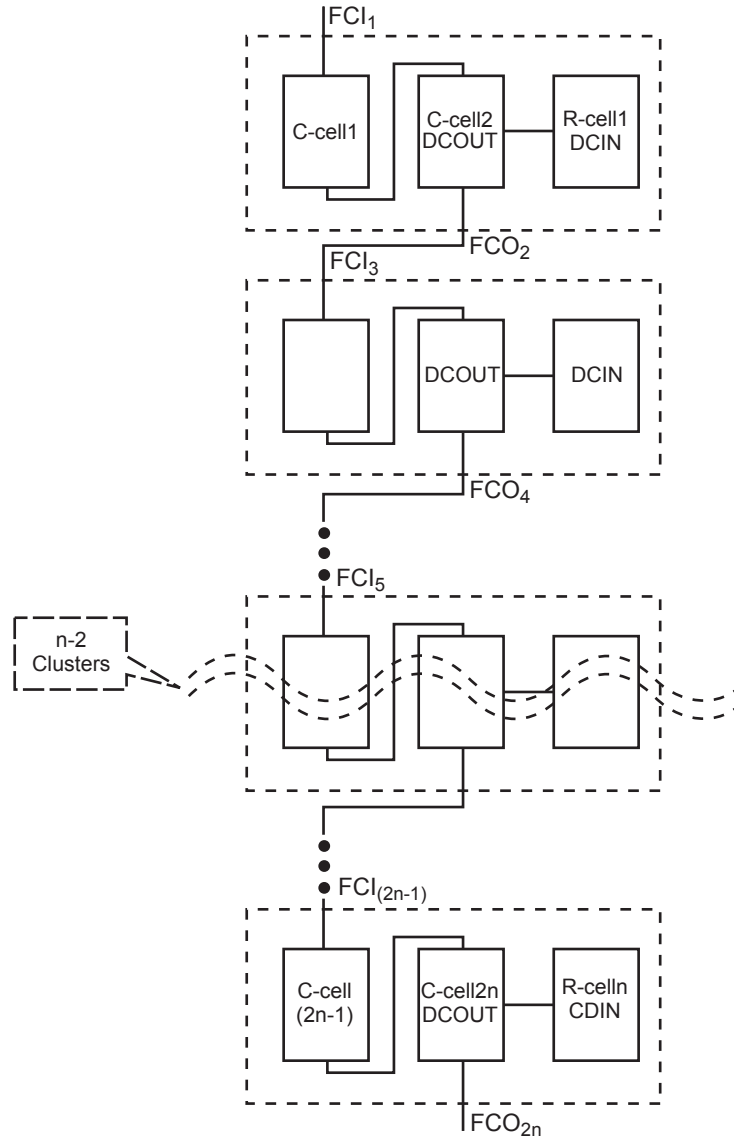 FCI1
C-cell1
C-cell2
DCOUT
R-cell1
DCIN
FCO2
FCI3
DCOUT
DCIN
FCO4
FCI5
n-2
Clusters
FCI(2n-1)
C-cell
(2n-1)
C-cell2n
DCOUT
R-celln
CDIN
FCO2n